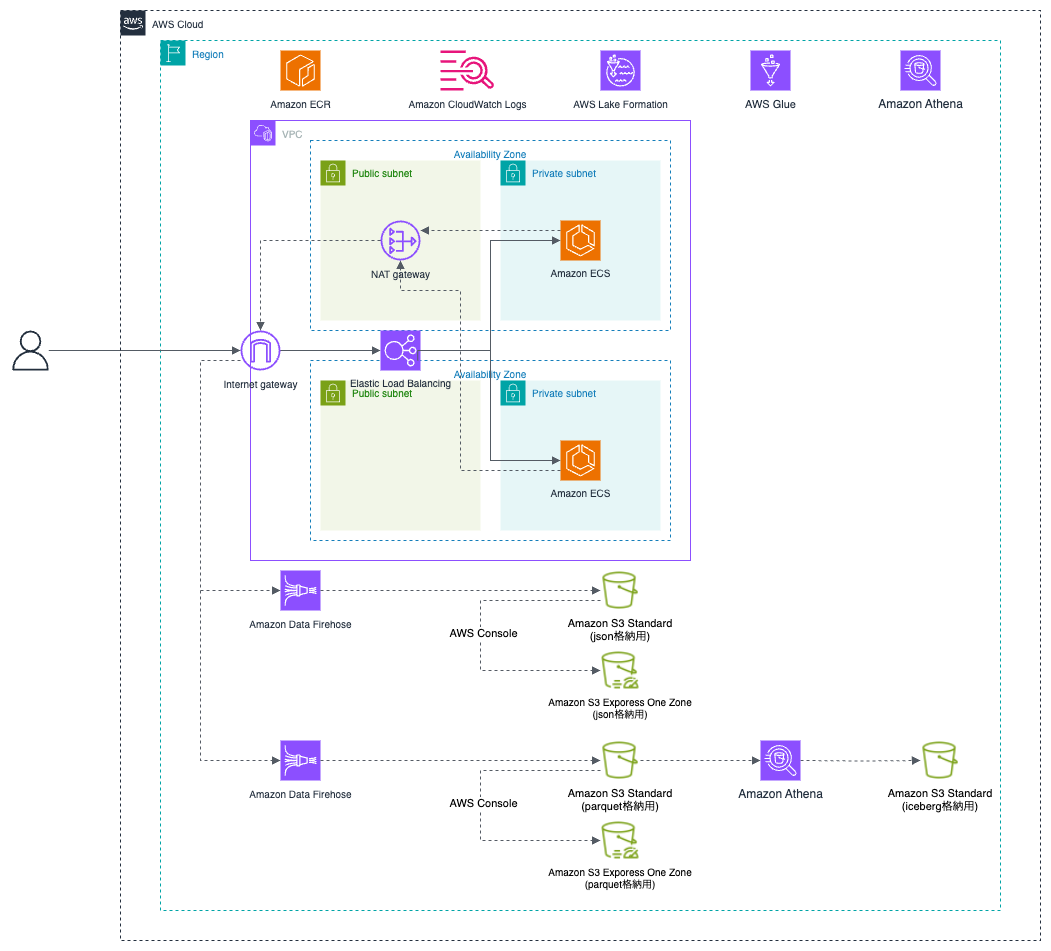 aws
AWS Cloud
Region
Amazon ECR
Amazon CloudWatch Logs
AWS Lake Formation
AWS Glue
Amazon Athena
VPC
Availability Zone
Public subnet
Private subnet
NAT gateway
Amazon ECS
Internet gateway
Elastic Load Balancing
Availability Zone
Public subnet
Private subnet
Amazon ECS
Amazon Data Firehose
AWS Console
Amazon S3 Standard
(json格納用)
Amazon S3 Exporess One Zone
(json格納用)
Amazon Data Firehose
AWS Console
Amazon S3 Standard
(parquet格納用)
Amazon Athena
Amazon S3 Standard
(iceberg格納用)
Amazon S3 Exporess One Zone
(parquet格納用)